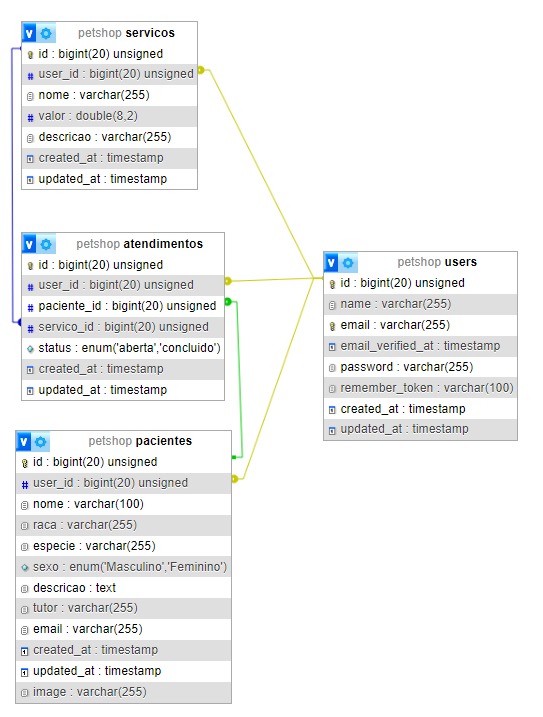 v petshop servicos
id : bigint(20) unsigned
# user_id : bigint(20) unsigned
nome : varchar(255)
# valor : double(8,2)
descricao : varchar(255)
created_at : timestamp
updated_at : timestamp
v petshop atendimentos
id : bigint(20) unsigned
# user_id : bigint(20) unsigned
# paciente_id : bigint(20) unsigned
# servico_id : bigint(20) unsigned
status : enum('aberta','concluido')
created_at : timestamp
updated_at : timestamp
v petshop users
id : bigint(20) unsigned
name : varchar(255)
email : varchar(255)
email_verified_at : timestamp
password : varchar(255)
remember_token : varchar(100)
created_at : timestamp
updated_at : timestamp
v petshop pacientes
id : bigint(20) unsigned
# user_id : bigint(20) unsigned
nome : varchar(100)
raca : varchar(255)
especie : varchar(255)
sexo : enum('Masculino','Feminino')
descricao : text
tutor : varchar(255)
email : varchar(255)
created_at : timestamp
updated_at : timestamp
image : varchar(255)